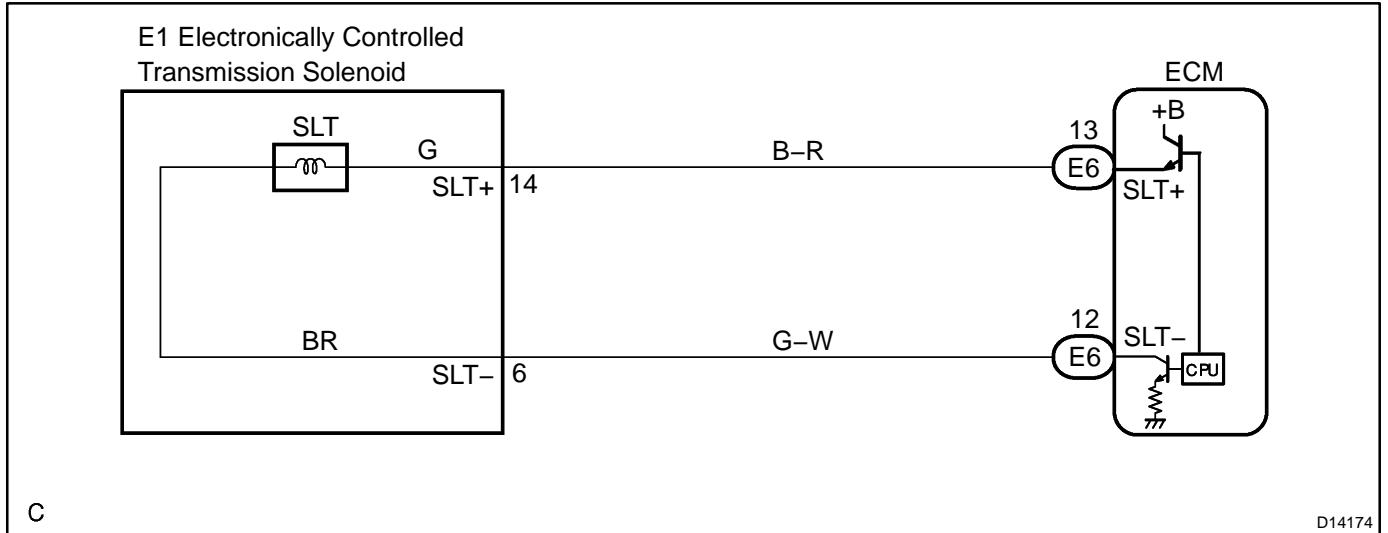 E1 Electronically Controlled
Transmission Solenoid
ECM
SLT
+B
G
B−R
13
E6
SLT+
14
SLT+
BR
G−W
12
E6
SLT−
CPU
SLT−
6
C
D14174